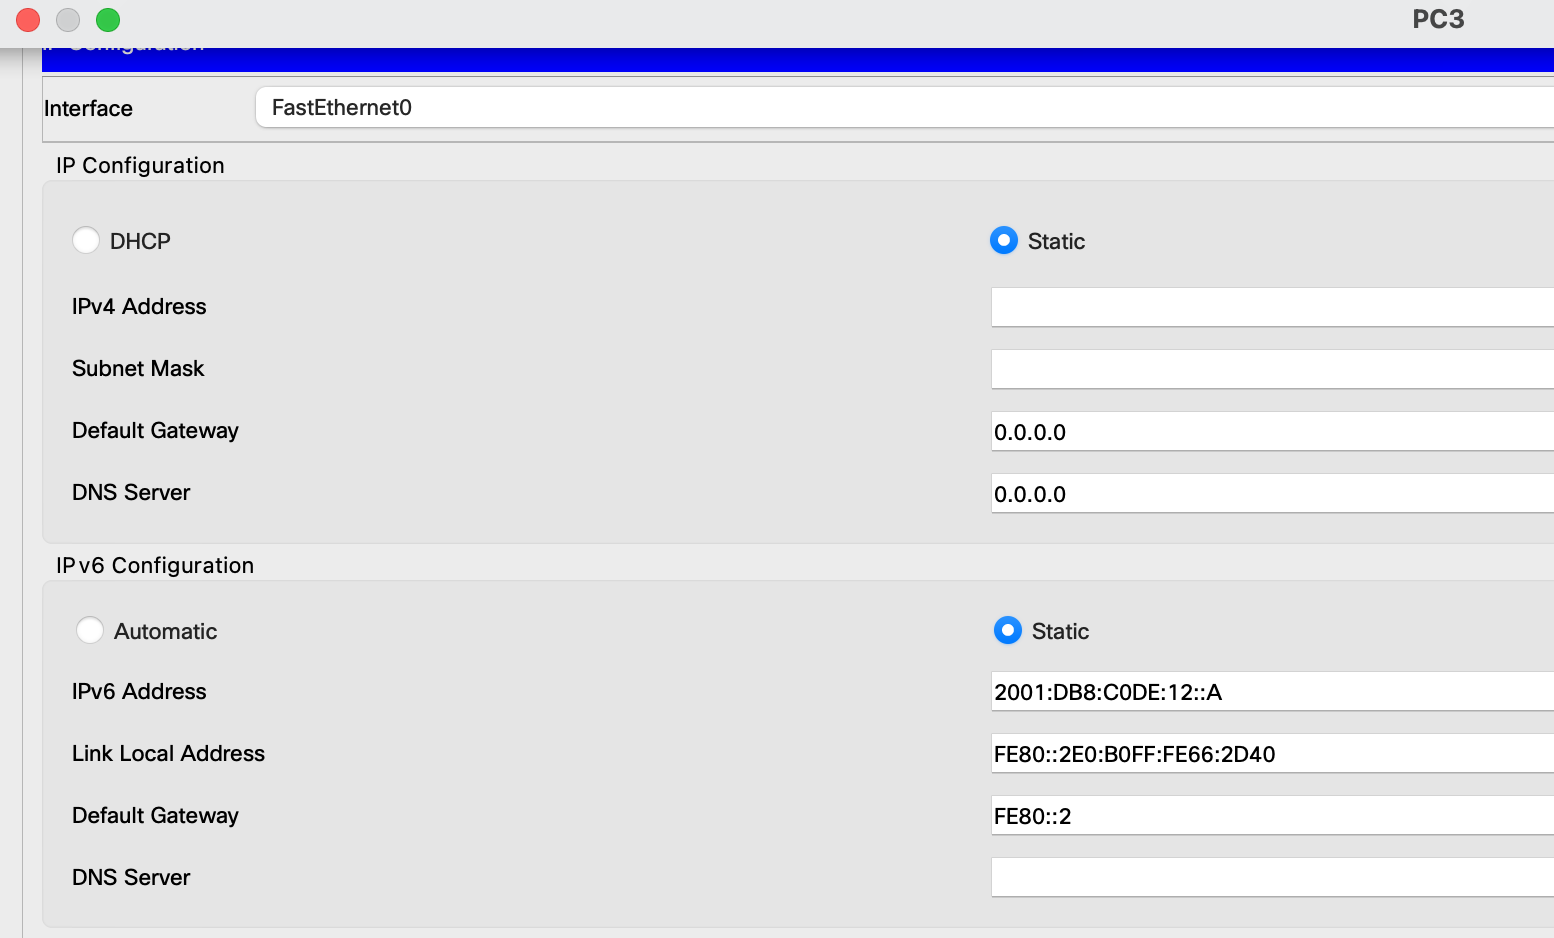 PC3
IP Configuration
Interface
FastEthernet0
IP Configuration
DHCP
Static
IPv4 Address
Subnet Mask
Default Gateway
0.0.0.0
DNS Server
0.0.0.0
IPv6 Configuration
Automatic
Static
IPv6 Address
2001:DB8:C0DE:12::A
Link Local Address
FE80::2E0:B0FF:FE66:2D40
Default Gateway
FE80::2
DNS Server